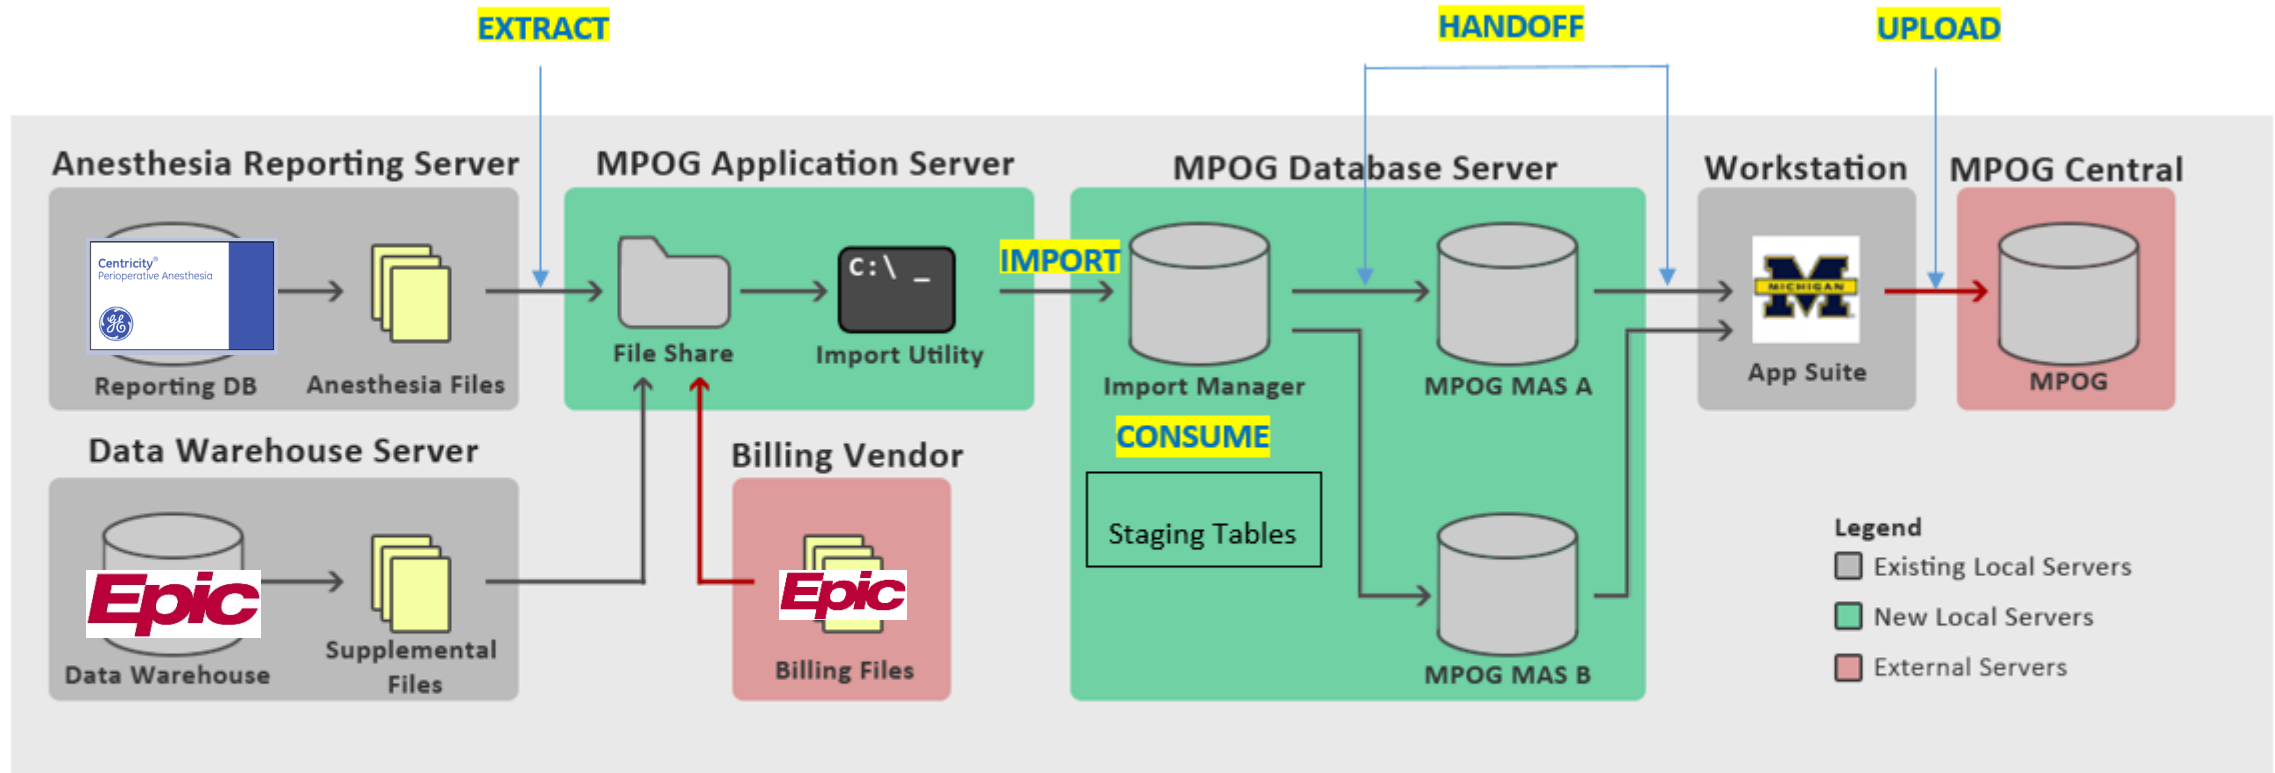 EXTRACT
HANDOFF
UPLOAD
Anesthesia Reporting Server
MPOG Application Server
MPOG Database Server
Workstation
MPOG Central
Centricity®
Perioperative Anesthesia
GE
Reporting DB
Anesthesia Files
File Share
C:\ _
Import Utility
IMPORT
Import Manager
MPOG MAS A
MICHIGAN
App Suite
MPOG
CONSUME
Staging Tables
MPOG MAS B
Data Warehouse Server
Epic
Data Warehouse
Supplemental
Files
Billing Vendor
Epic
Billing Files
Legend
Existing Local Servers
New Local Servers
External Servers